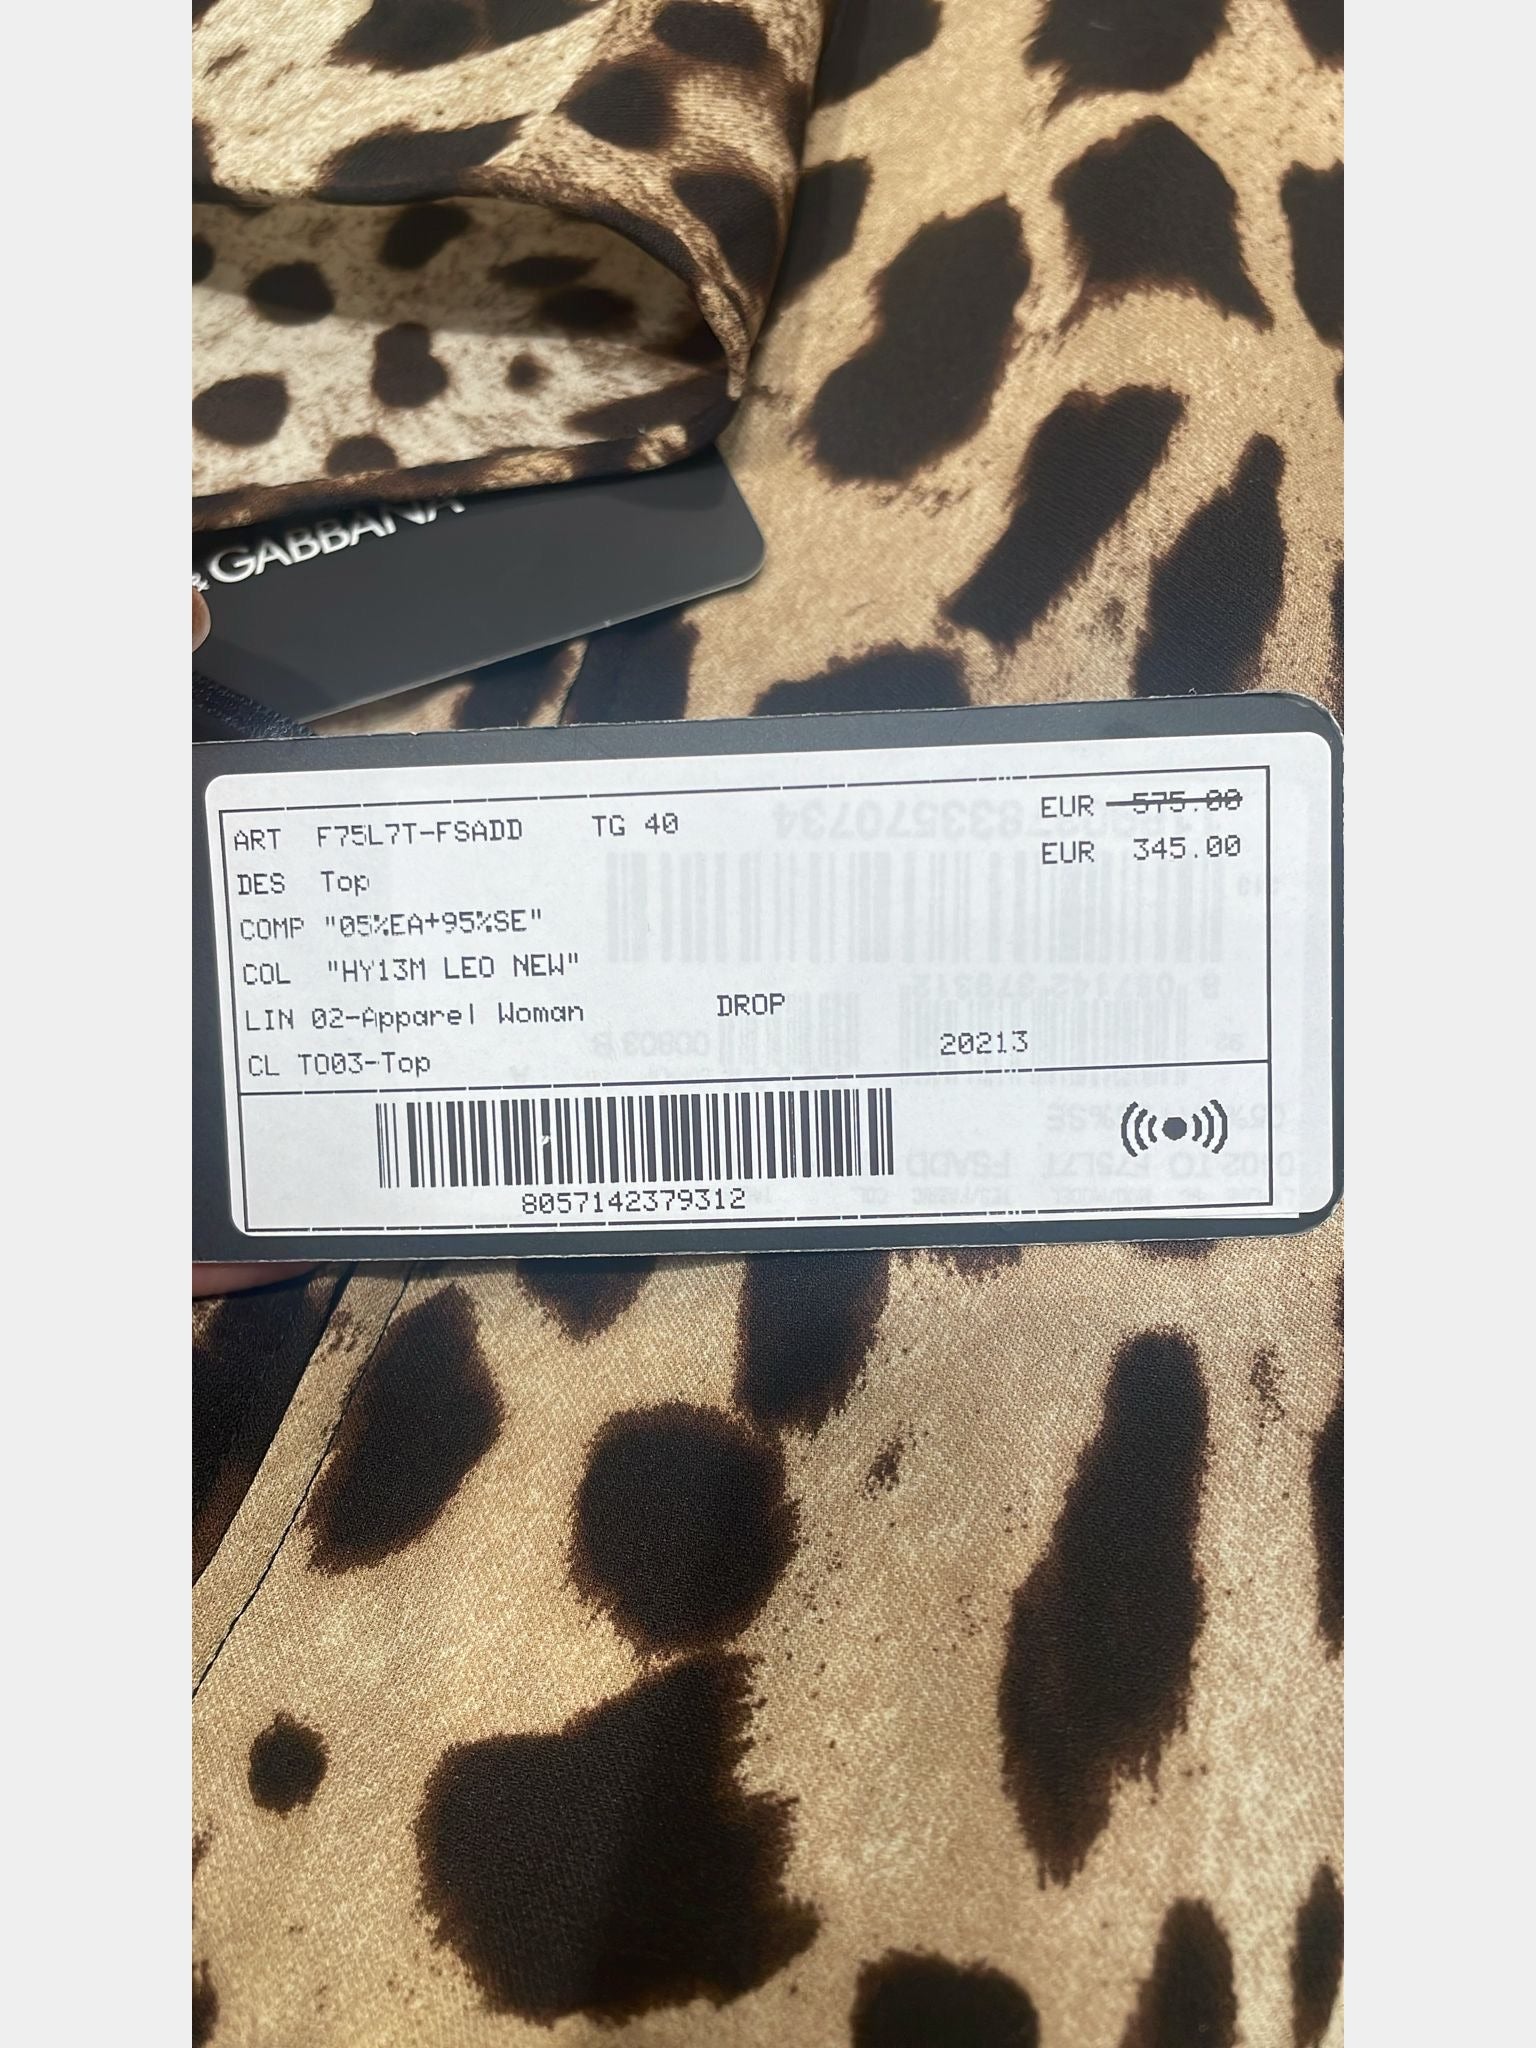 & GABBANA
ART F75L7T-FSADD TG 40 EUR 575.00
EUR 345.00
DES Top
COMP "05%EA+95%SE"
COL "HY13M LEO NEW"
LIN 02-Apparel Woman DROP
20213
CL TO03-Top
8057142379312